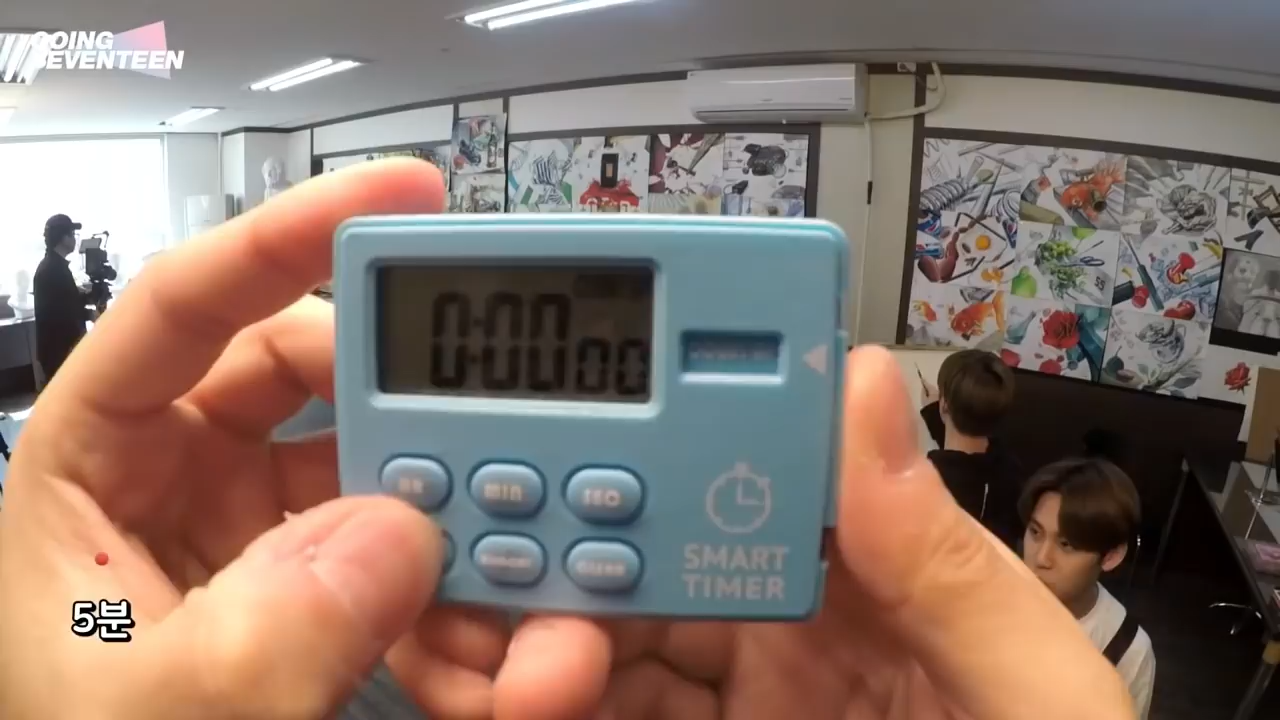 GOING
SEVENTEEN
0:00 00
MIN
SEC
SMART
TIMER
5분